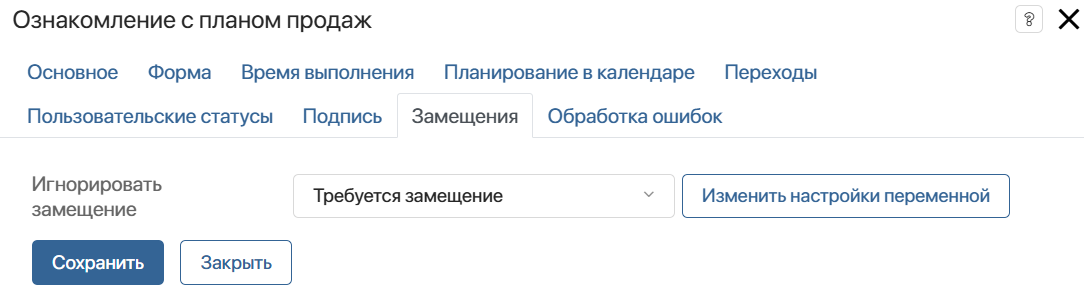 Ознакомление с планом продаж
?
Основное Форма Время выполнения Планирование в календаре Переходы
Пользовательские статусы Подпись Замещения Обработка ошибок
Игнорировать
замещение
Требуется замещение
Изменить настройки переменной
Сохранить Закрыть